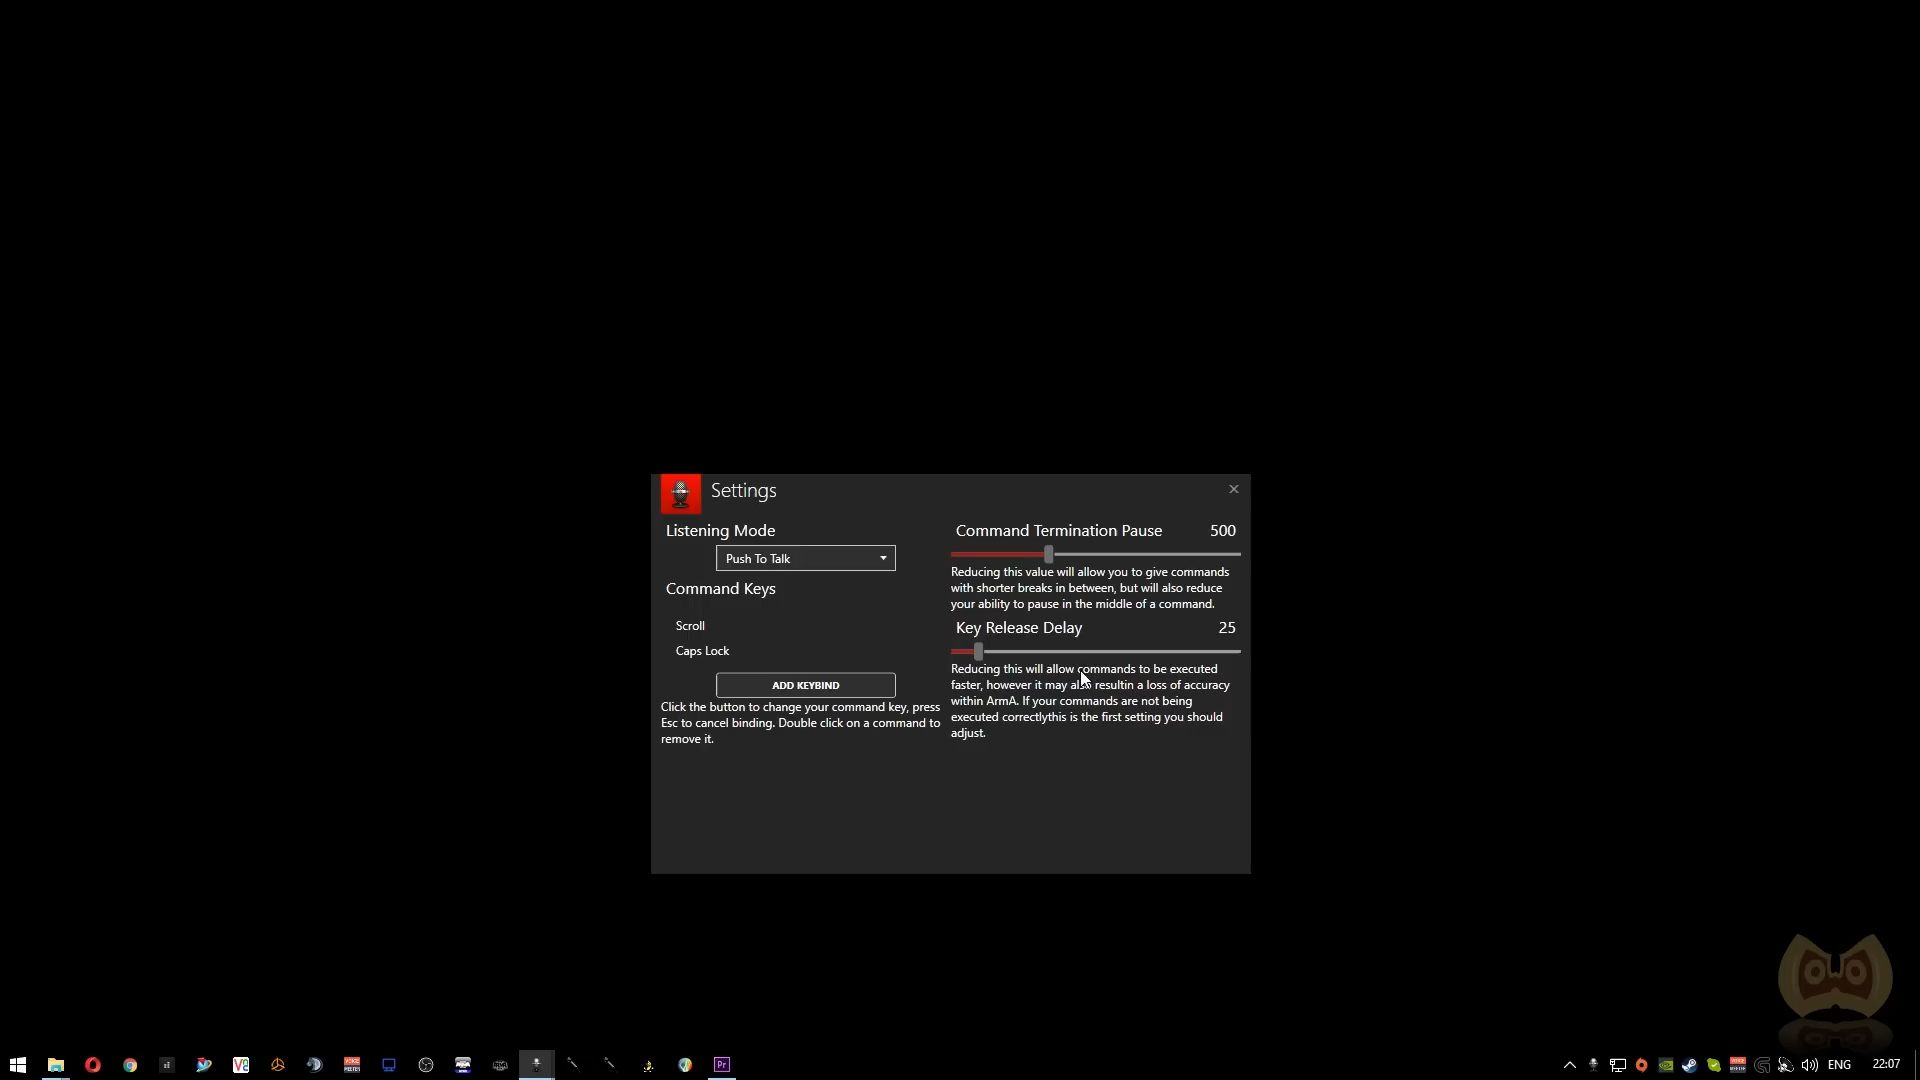 Settings
Listening Mode
Push To Talk
Command Keys
Scroll
Caps Lock
ADD KEYBIND
Click the button to change your command key, press
Esc to cancel binding. Double click on a command to
remove it.
Command Termination Pause 500
Reducing this value will allow you to give commands
with shorter breaks in between, but will also reduce
your ability to pause in the middle of a command.
Key Release Delay 25
Reducing this will allow commands to be executed
faster, however it may also resultin a loss of accuracy
within ArmA. If your commands are not being
executed correctlythis is the first setting you should
adjust.
Pr
ENG 22:07